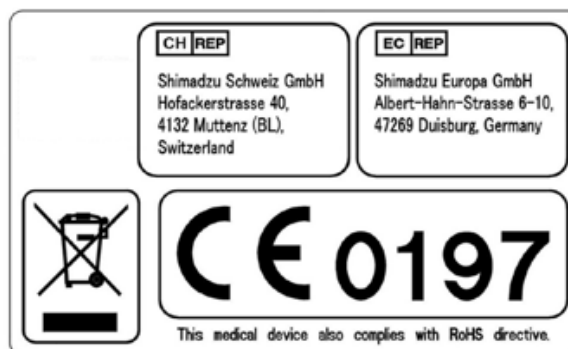 CH REP
Shimadzu Schweiz GmbH
Hofackerstrasse 40,
4132 Muttenz (BL),
Switzerland
EC REP
Shimadzu Europa GmbH
Albert-Hahn-Strasse 6-10,
47269 Duisburg, Germany
CE 0197
This medical device also complies with RoHS directive.